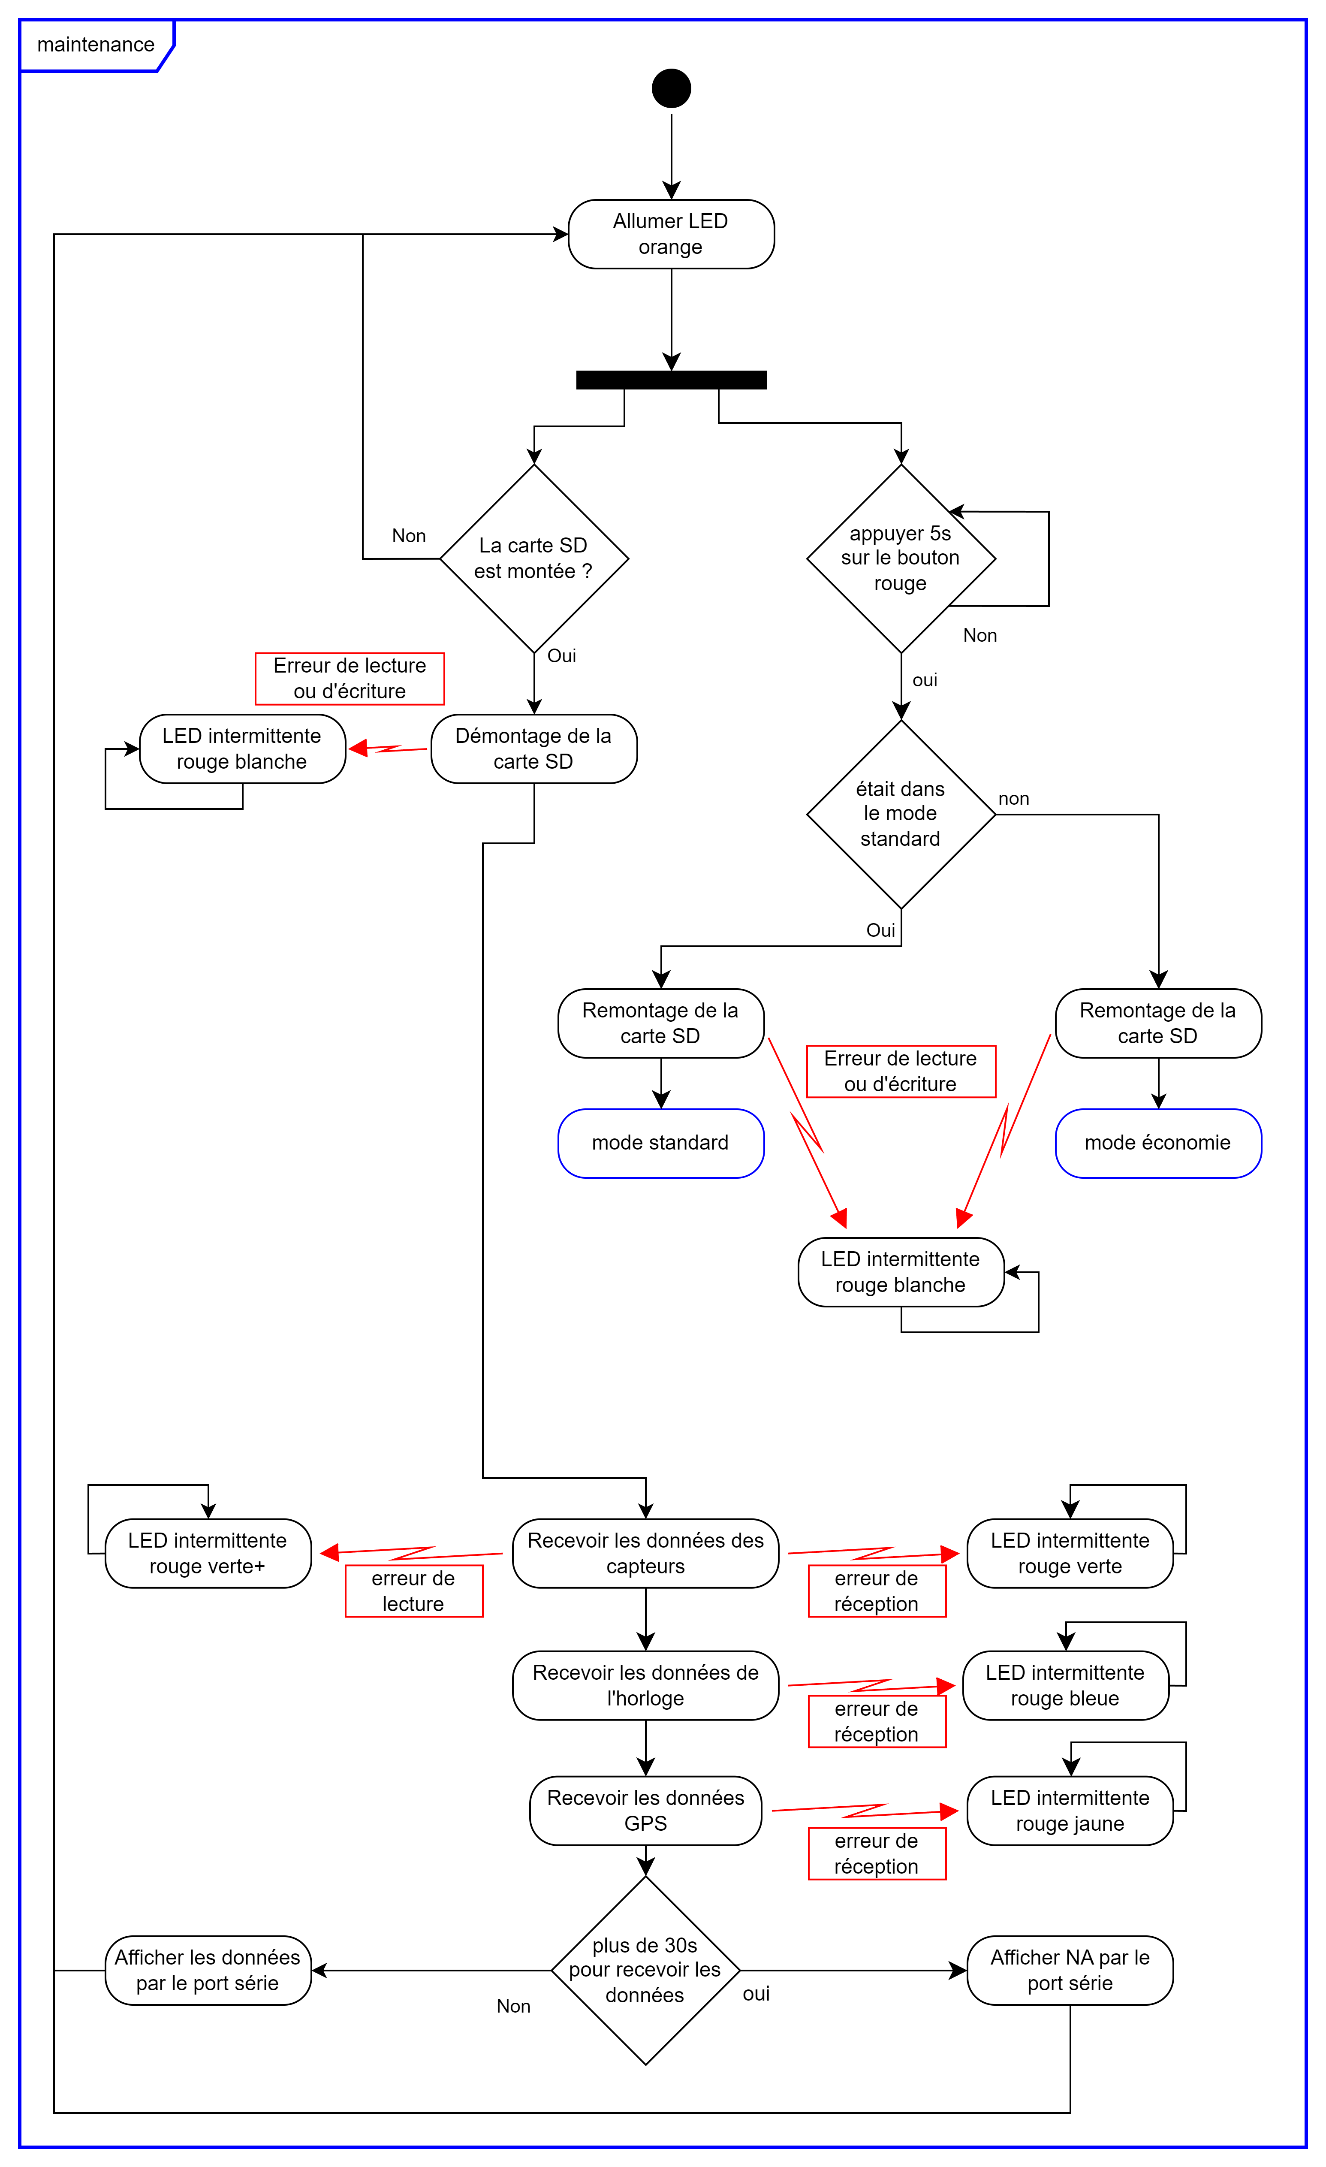 maintenance
Allumer LED
orange
Non
La carte SD
est montée ?
Oui
appuyer 5s
sur le bouton
rouge
Non
oui
Erreur de lecture
ou d'écriture
LED intermittente
rouge blanche
Démontage de la
carte SD
était dans
le mode
standard
non
Oui
Remontage de la
carte SD
Remontage de la
carte SD
Erreur de lecture
ou d'écriture
mode standard
mode économie
LED intermittente
rouge blanche
LED intermittente
rouge verte+
erreur de
lecture
Recevoir les données des
capteurs
erreur de
réception
LED intermittente
rouge verte
Recevoir les données de
l'horloge
erreur de
réception
LED intermittente
rouge bleue
Recevoir les données
GPS
erreur de
réception
LED intermittente
rouge jaune
Afficher les données
par le port série
Non
plus de 30s
pour recevoir les
données
oui
Afficher NA par le
port série